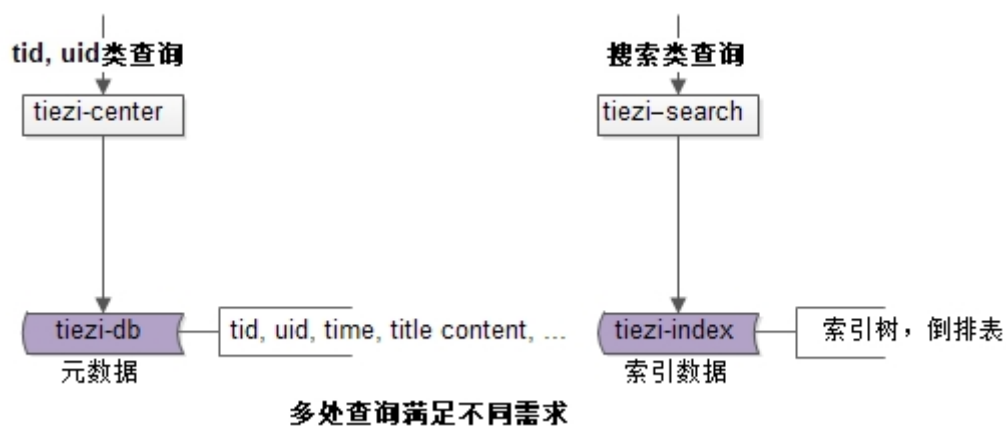 tid, uid类查询
搜索类查询
tiezi-center
tiezi-search
tiezi-db
tid, uid, time, title content, ...
tiezi-index
索引树，倒排表
元数据
索引数据
多处查询满足不同需求